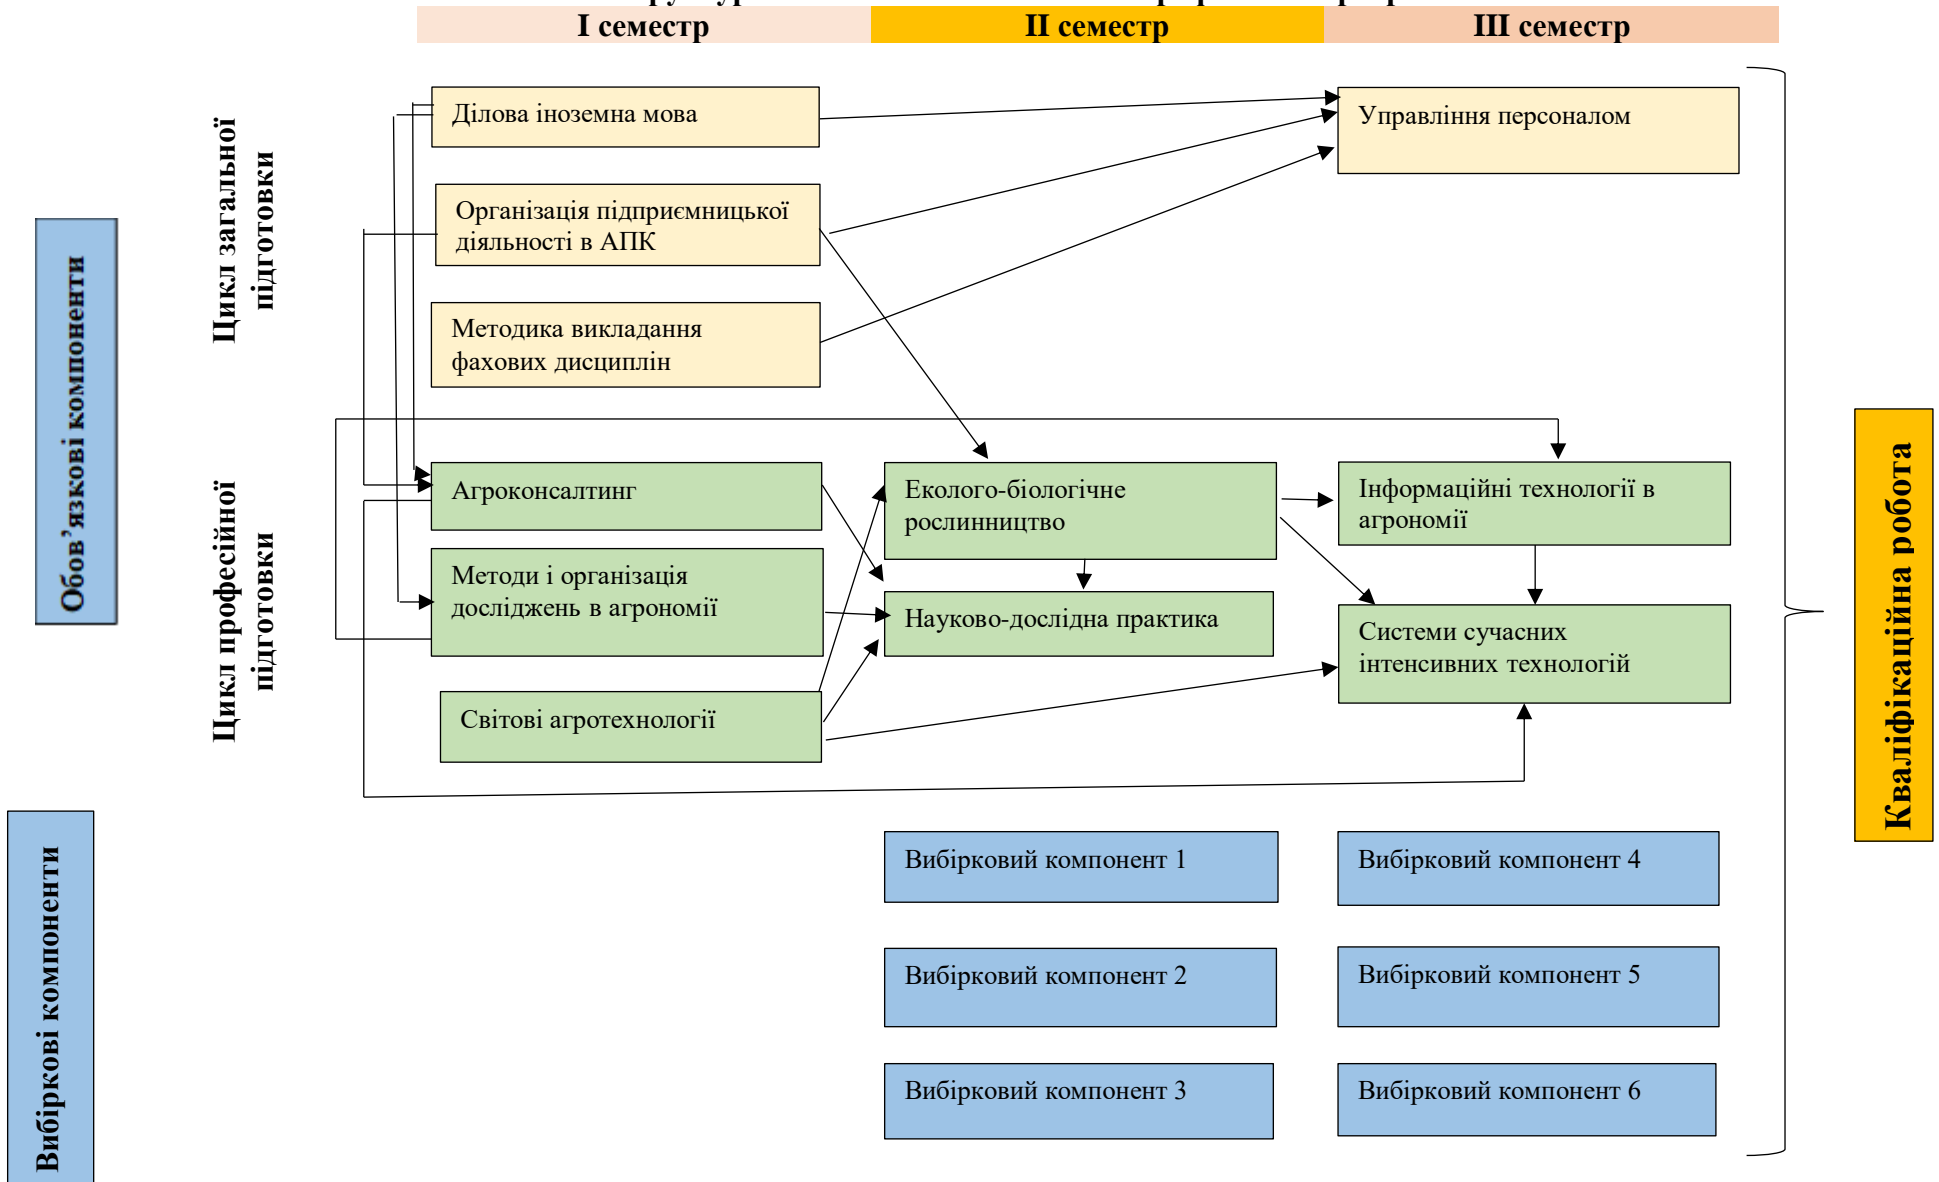 I семестр
II семестр
III семестр
Обов’язкові компоненти
Цикл загальної
підготовки
Ділова іноземна мова
Управління персоналом
Організація підприємницької
діяльності в АПК
Методика викладання
фахових дисциплін
Цикл професійної
підготовки
Агроконсалтинг
Еколого-біологічне
рослинництво
Інформаційні технології в
агрономії
Методи і організація
досліджень в агрономії
Науково-дослідна практика
Системи сучасних
інтенсивних технологій
Світові агротехнології
Кваліфікаційна робота
Вибіркові компоненти
Вибірковий компонент 1
Вибірковий компонент 4
Вибірковий компонент 2
Вибірковий компонент 5
Вибірковий компонент 3
Вибірковий компонент 6